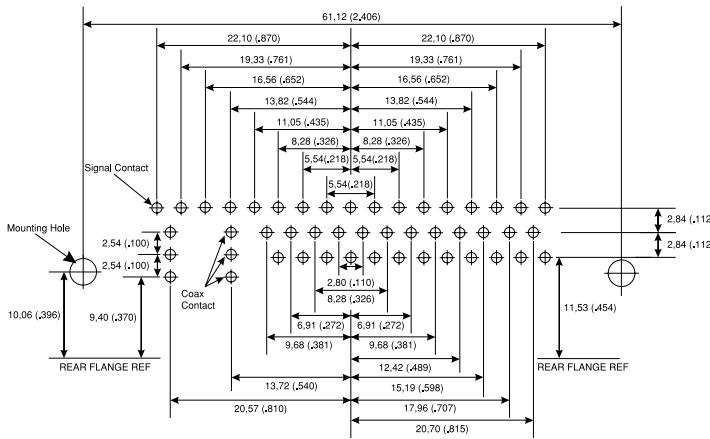 61,12 (2.406)
22,10 (.870) 22,10 (.870)
19,33 (.761) 19,33 (.761)
16,56 (.652) 16,56 (.652)
13,82 (.544) 13,82 (.544)
11,05 (.435) 11,05 (.435)
8,28 (.326) 8,28 (.326)
5,54(.218) 5,54(.218)
5,54(.218)
Signal Contact
Mounting Hole
2,84 (.112
2,54 (.100)
2,84 (.112
2,54 (.100)
Coax
Contact
2,80 (.110)
8,28 (.326)
10,06 (.396)
9,40 (.370)
11,53 (.454)
6,91 (.272) 6,91 (.272)
9,68 (.381) 9,68 (.381)
REAR FLANGE REF
REAR FLANGE REF
12,42 (.489)
13,72 (.540)
15,19 (.598)
20,57 (.810)
17,96 (.707)
20,70 (.815)